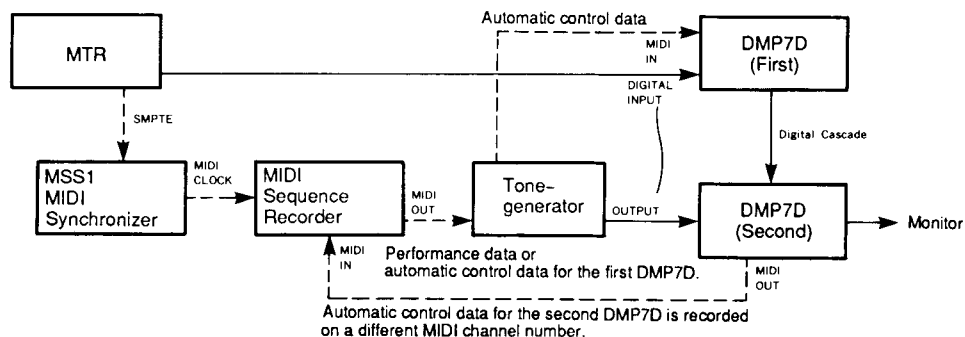 Automatic control data
MTR
MIDI
IN
DMP7D
(First)
DIGITAL
INPUT
SMPTE
Digital Cascade
MSS1
MIDI
Synchronizer
MIDI
CLOCK
MIDI
Sequence
Recorder
MIDI
OUT
Tone-
generator
OUTPUT
DMP7D
(Second)
Monitor
MIDI
IN
Performance data or
automatic control data for the first DMP7D.
MIDI
OUT
Automatic control data for the second DMP7D is recorded
on a different MIDI channel number.